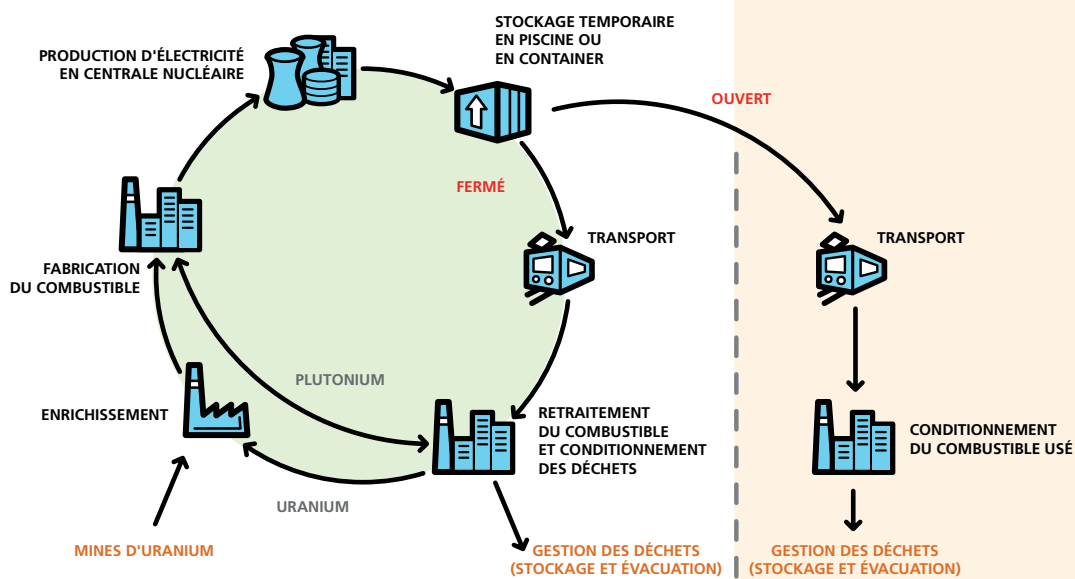 PRODUCTION D'ÉLECTRICITÉ
EN CENTRALE NUCLÉAIRE
STOCKAGE TEMPORAIRE
EN PISCINE OU
EN CONTAINER
OUVERT
FERMÉ
TRANSPORT
TRANSPORT
FABRICATION
DU COMBUSTIBLE
PLUTONIUM
ENRICHISSEMENT
RETRAITEMENT
DU COMBUSTIBLE
ET CONDITIONNEMENT
DES DÉCHETS
CONDITIONNEMENT
DU COMBUSTIBLE USÉ
URANIUM
MINES D'URANIUM
GESTION DES DÉCHETS
(STOCKAGE ET ÉVACUATION)
GESTION DES DÉCHETS
(STOCKAGE ET ÉVACUATION)